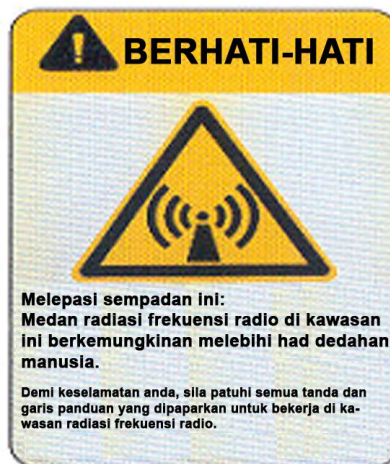 BERHATI-HATI
Melepasi sempadan ini:
Medan radiasi frekuensi radio di kawasan
ini berkemungkinan melebihi had dedahan
manusia.
Demi keselamatan anda, sila patuhi semua tanda dan
garis panduan yang dipaparkan untuk bekerja di ka-
wasan radiasi frekuensi radio.